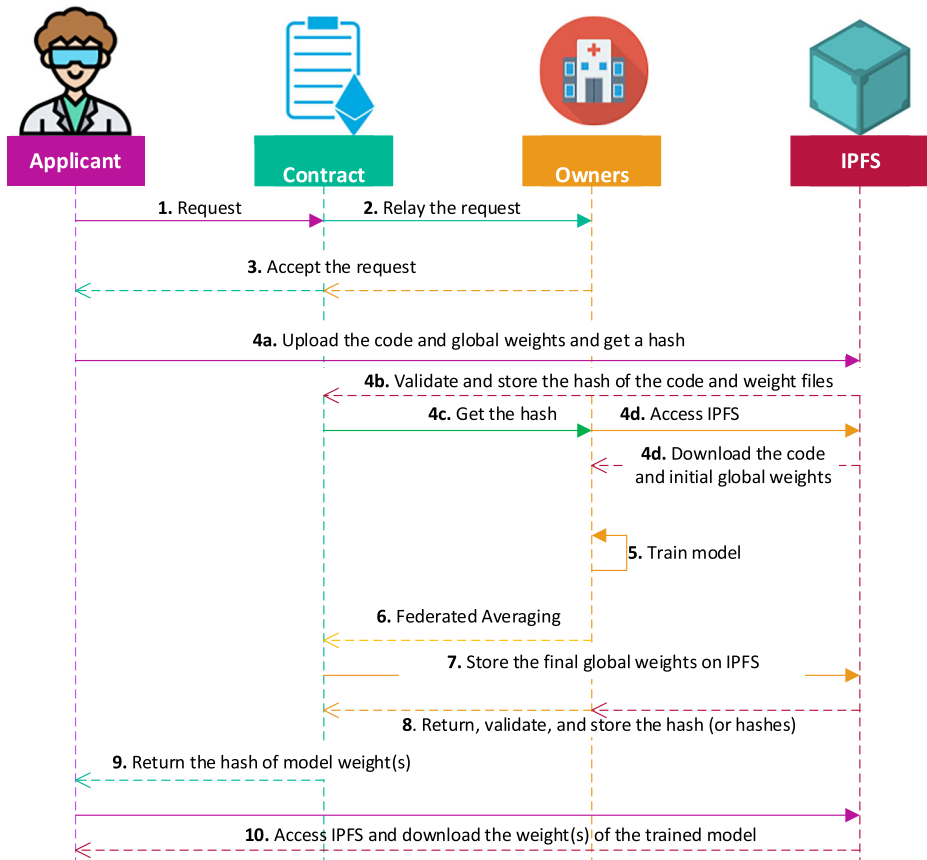 Applicant
Contract
Owners
IPFS
1. Request
2. Relay the request
3. Accept the request
4a. Upload the code and global weights and get a hash
4b. Validate and store the hash of the code and weight files
4c. Get the hash
4d. Access IPFS
4d. Download the code
and initial global weights
5. Train model
6. Federated Averaging
7. Store the final global weights on IPFS
8. Return, validate, and store the hash (or hashes)
9. Return the hash of model weight(s)
10. Access IPFS and download the weight(s) of the trained model